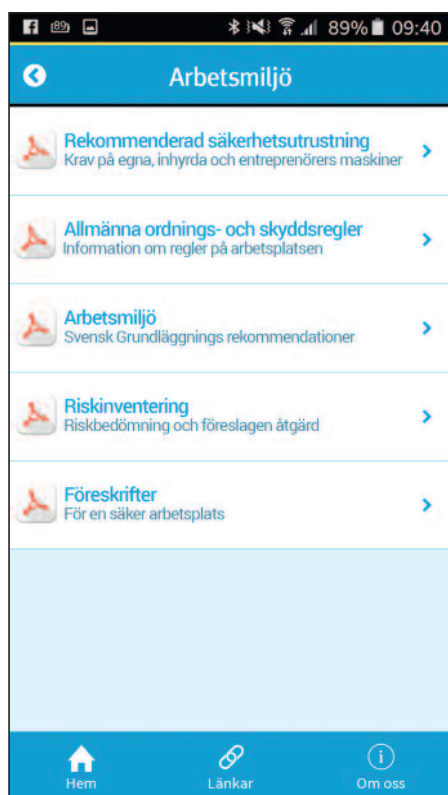 89 89% 09:40
Arbetsmiljö
Rekommenderad säkerhetsutrustning
Krav på egna, inhyrda och entreprenörers maskiner
Allmänna ordnings- och skyddsregler
Information om regler på arbetsplatsen
Arbetsmiljö
Svensk Grundläggnings rekommendationer
Riskinventering
Riskbedömning och föreslagen åtgärd
Föreskrifter
För en säker arbetsplats
Hem Länkar Om oss